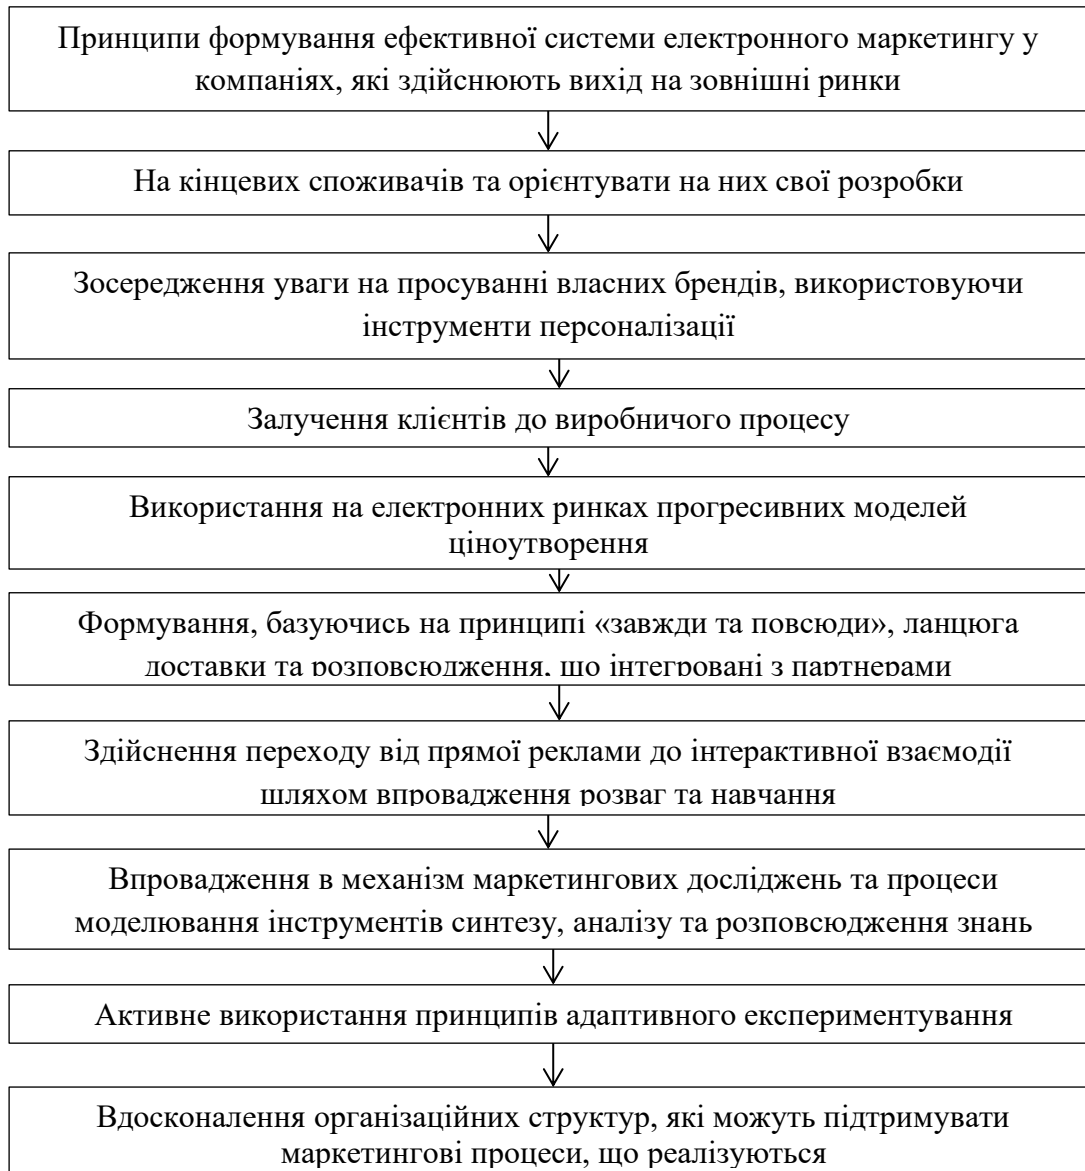 Принципи формування ефективної системи електронного маркетингу у
компаніях, які здійснюють вихід на зовнішні ринки
На кінцевих споживачів та орієнтувати на них свої розробки
Зосередження уваги на просуванні власних брендів, використовуючи
інструменти персоналізації
Залучення клієнтів до виробничого процесу
Використання на електронних ринках прогресивних моделей
ціноутворення
Формування, базуючись на принципі «завжди та повсюди», ланцюга
доставки та розповсюдження, що інтегровані з партнерами
Здійснення переходу від прямої реклами до інтерактивної взаємодії
шляхом впровадження розваг та навчання
Впровадження в механізм маркетингових досліджень та процеси
моделювання інструментів синтезу, аналізу та розповсюдження знань
Активне використання принципів адаптивного експериментування
Вдосконалення організаційних структур, які можуть підтримувати
маркетингові процеси, що реалізуються